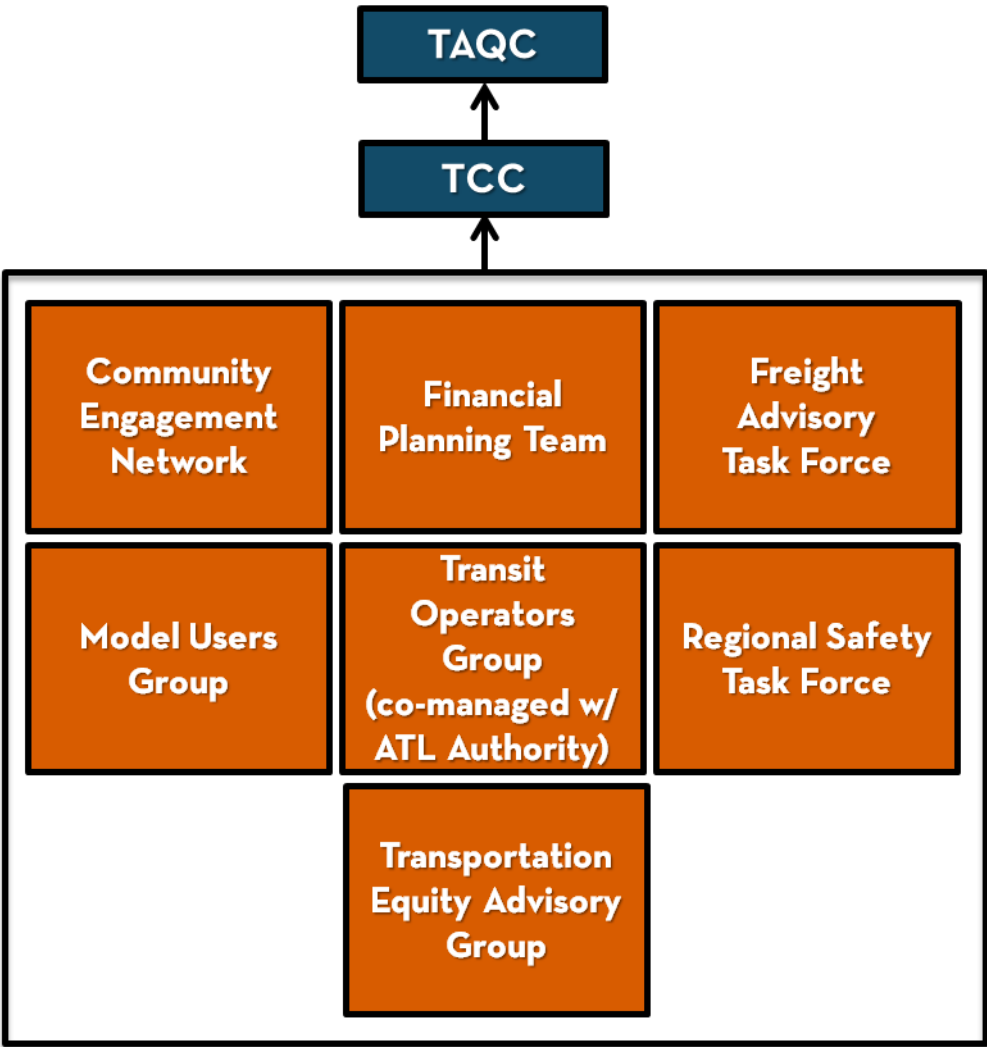 TAQC
TCC
Community
Engagement
Network
Financial
Planning Team
Freight
Advisory
Task Force
Model Users
Group
Transit
Operators
Group
(co-managed w/
ATL Authority)
Regional Safety
Task Force
Transportation
Equity Advisory
Group